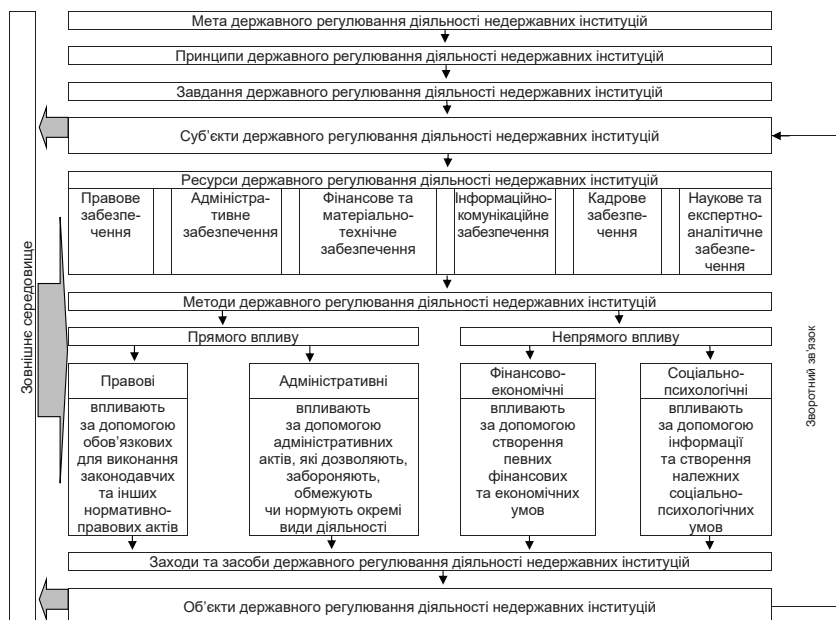 Мета державного регулювання діяльності недержавних інституцій
Принципи державного регулювання діяльності недержавних інституцій
Завдання державного регулювання діяльності недержавних інституцій
Суб’єкти державного регулювання діяльності недержавних інституцій
Ресурси державного регулювання діяльності недержавних інституцій
Правове
забезпе-
чення
Адміністра-
тивне
забезпечення
Фінансове та
матеріально-
технічне
забезпечення
Інформаційно-
комунікаційне
забезпечення
Кадрове
забезпе-
чення
Наукове та
експертно-
аналітичне
забезпе-
чення
Методи державного регулювання діяльності недержавних інституцій
Прямого впливу
Непрямого впливу
Правові
впливають
за допомогою
обов’язкових
для виконання
законодавчих
та інших
нормативно-
правових актів
Адміністративні
впливають
за допомогою
адміністративних
актів, які дозволяють,
забороняють,
обмежують
чи нормують окремі
види діяльності
Фінансово-
економічні
впливають
за допомогою
створення
певних
фінансових
та економічних
умов
Соціально-
психологічні
впливають
за допомогою
інформації
та створення
належних
соціально-
психологічних
умов
Заходи та засоби державного регулювання діяльності недержавних інституцій
Об’єкти державного регулювання діяльності недержавних інституцій
Зовнішнє середовище
Зворотний зв’язок